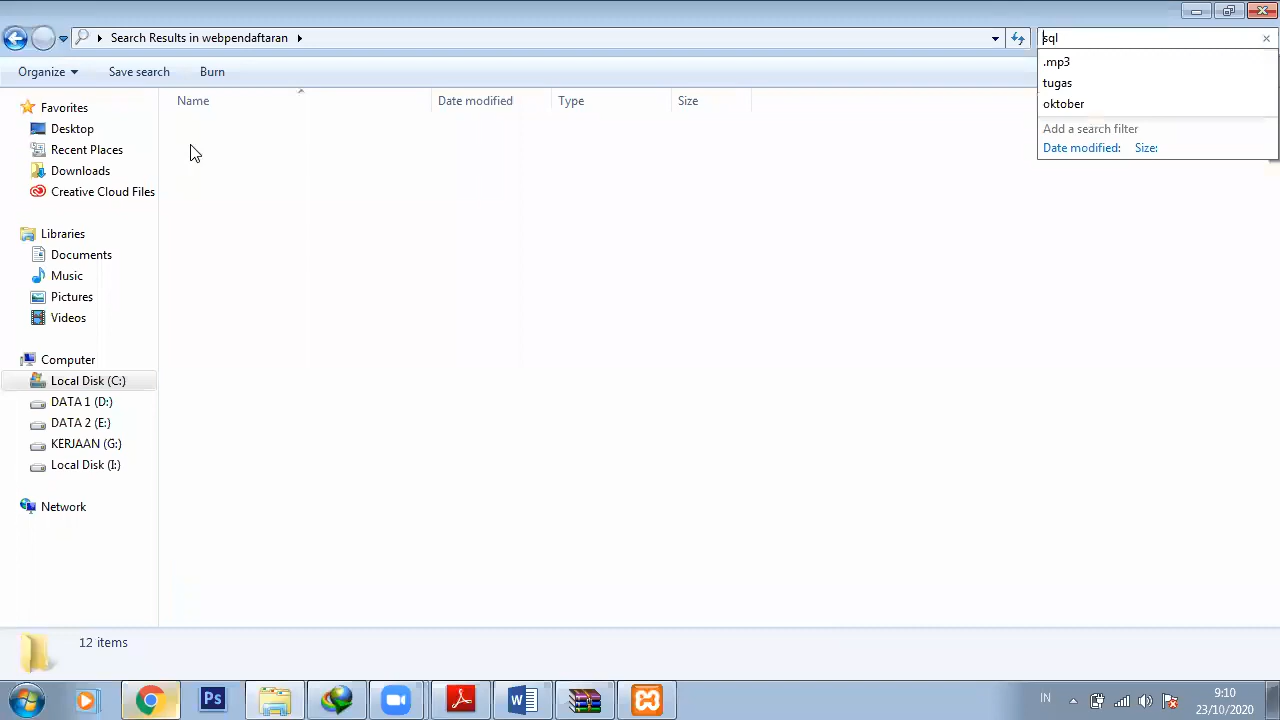 Search Results in webpendaftaran
sql
Organize
Save search
Burn
.mp3
tugas
oktober
Add a search filter
Date modified: Size:
Name
Date modified
Type
Size
Favorites
Desktop
Recent Places
Downloads
Creative Cloud Files
Libraries
Documents
Music
Pictures
Videos
Computer
Local Disk (C:)
DATA 1 (D:)
DATA 2 (E:)
KERJAAN (G:)
Local Disk (I:)
Network
12 items
Ps
W
IN
9:10
23/10/2020